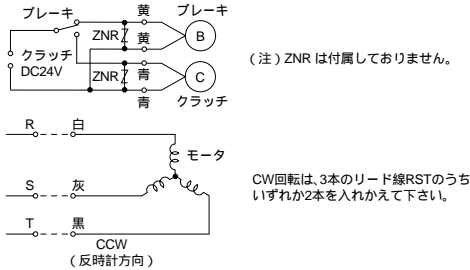 ブレーキ
黄
ブレーキ
ZNR
黄
B
クラッチ
DC24V
ZNR
青
C
青
クラッチ
(注)ZNR は付属しておりません。
R
白
モータ
S
灰
T
黒
CCW
(反時計方向)
CW回転は、3本のリード線RSTのうち
いずれか2本を入れかえて下さい。